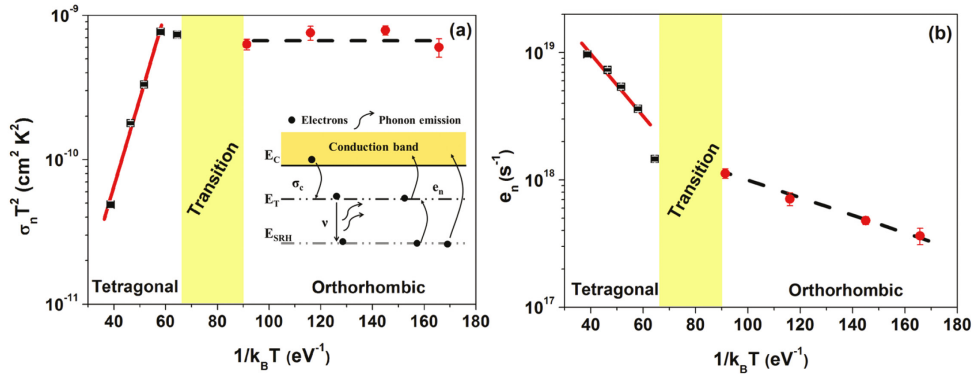 (a)
10⁻⁹
10⁻¹⁰
10⁻¹¹
σₙT² (cm² K²)
Electrons
Phonon emission
E_C
Conduction band
σ_c
eₙ
E_T
ν
E_SRH
Transition
Tetragonal
Orthorhombic
40 60 80 100 120 140 160 180
1/k_BT (eV⁻¹)
(b)
10¹⁹
10¹⁸
10¹⁷
eₙ (s⁻¹)
Transition
Tetragonal
Orthorhombic
40 60 80 100 120 140 160 180
1/k_BT (eV⁻¹)